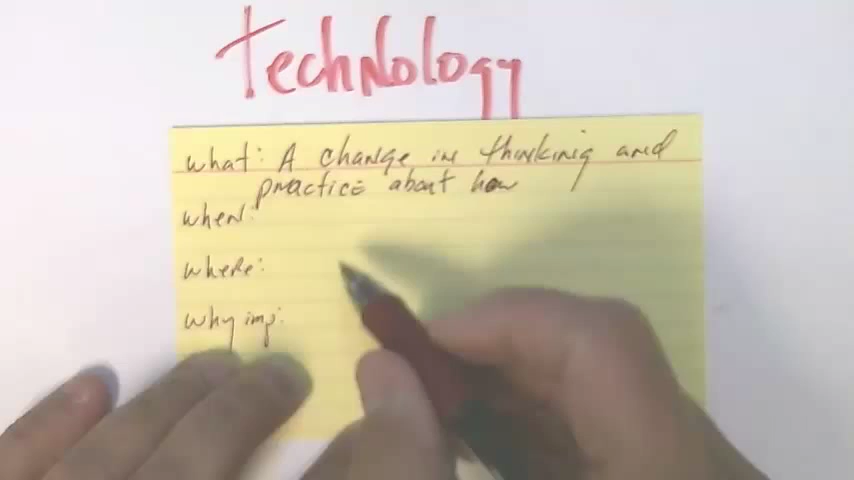 Technology
what: A change in thinking and
practice about how
when:
where:
why imp: